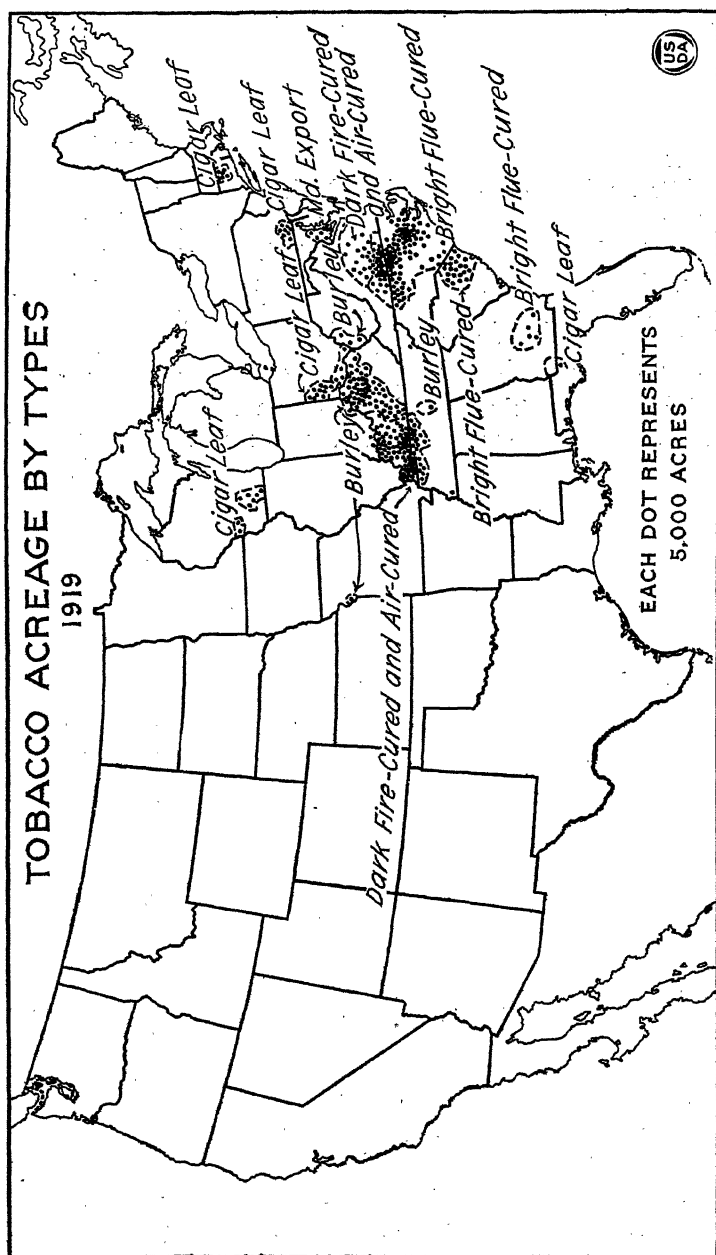 TOBACCO ACREAGE BY TYPES
1919
Cigar Leaf
Cigar Leaf
Cigar Leaf
Cigar Leaf
Md. Export
Burley
Burley
Dark Fire-Cured
and Air-Cured
Bright Flue-Cured
Burley
Bright Flue-Cured
Bright Flue-Cured
Cigar Leaf
Dark Fire-Cured and Air-Cured
EACH DOT REPRESENTS
5,000 ACRES
US
DA